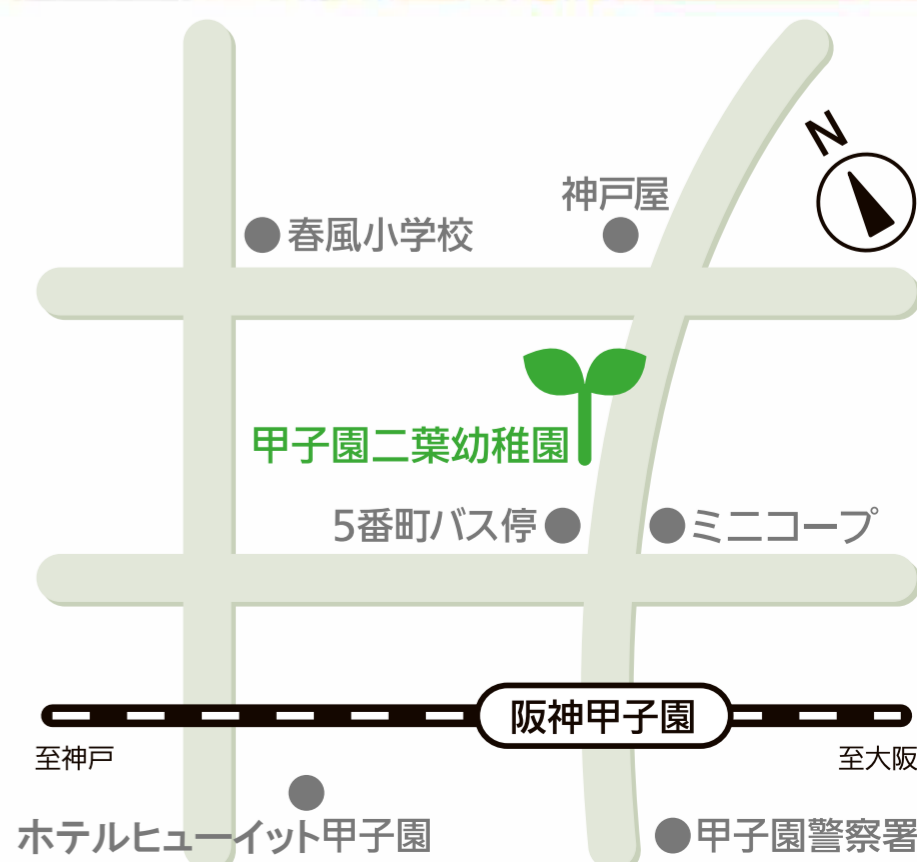 N
神戸屋
春風小学校
甲子園二葉幼稚園
5番町バス停
ミニコープ
阪神甲子園
至神戸
至大阪
ホテルヒューイット甲子園
甲子園警察署